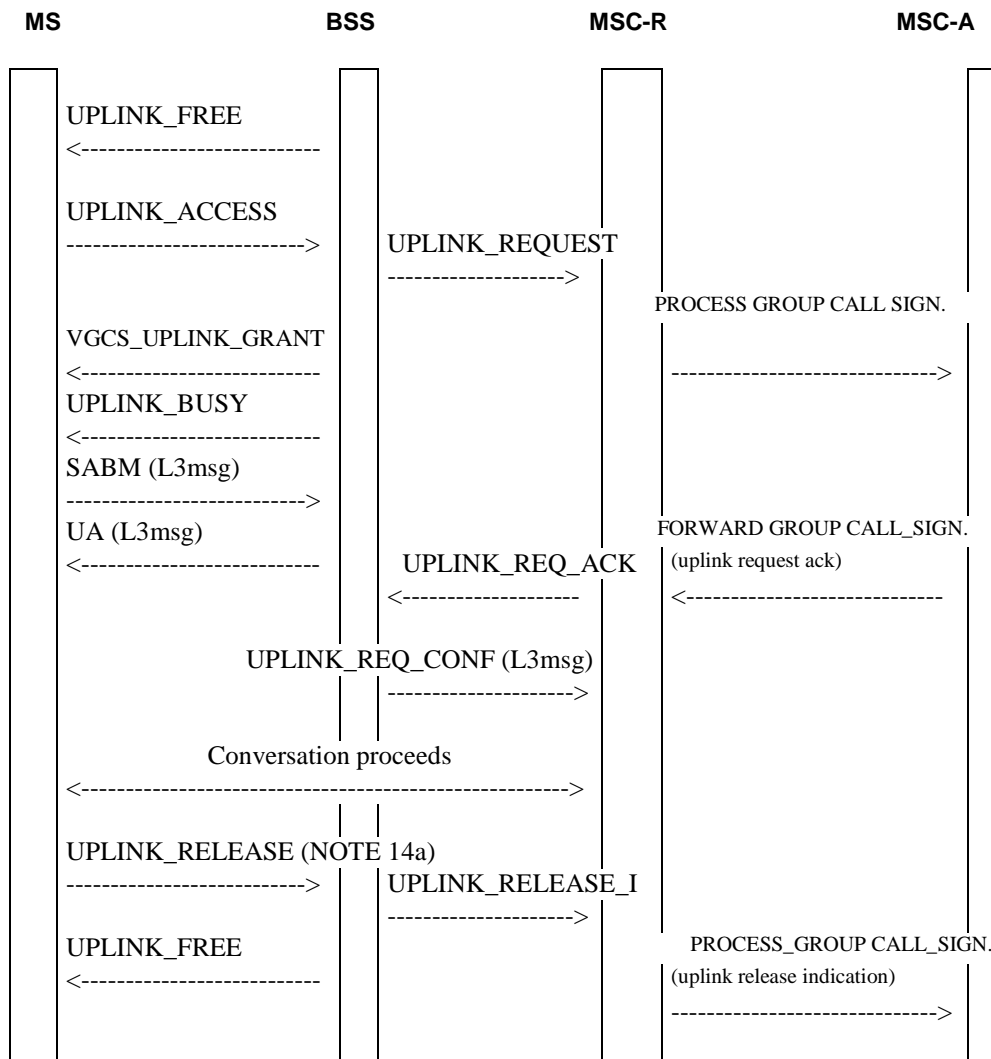 MS BSS MSC-R MSC-A
UPLINK_FREE
<---------------------------
UPLINK_ACCESS
---------------------------> UPLINK_REQUEST
-------------------->
PROCESS GROUP CALL SIGN.
VGCS_UPLINK_GRANT
<--------------------------- ------------------------------>
UPLINK_BUSY
<---------------------------
SABM (L3msg)
--------------------------->
UA (L3msg) FORWARD GROUP CALL_SIGN.
<--------------------------- UPLINK_REQ_ACK (uplink request ack)
<-------------------- <-----------------------------
UPLINK_REQ_CONF (L3msg)
--------------------->
Conversation proceeds
<------------------------------------------------------->
UPLINK_RELEASE (NOTE 14a)
---------------------------> UPLINK_RELEASE_I
--------------------->
UPLINK_FREE PROCESS_GROUP CALL_SIGN.
<--------------------------- (uplink release indication)
------------------------------>